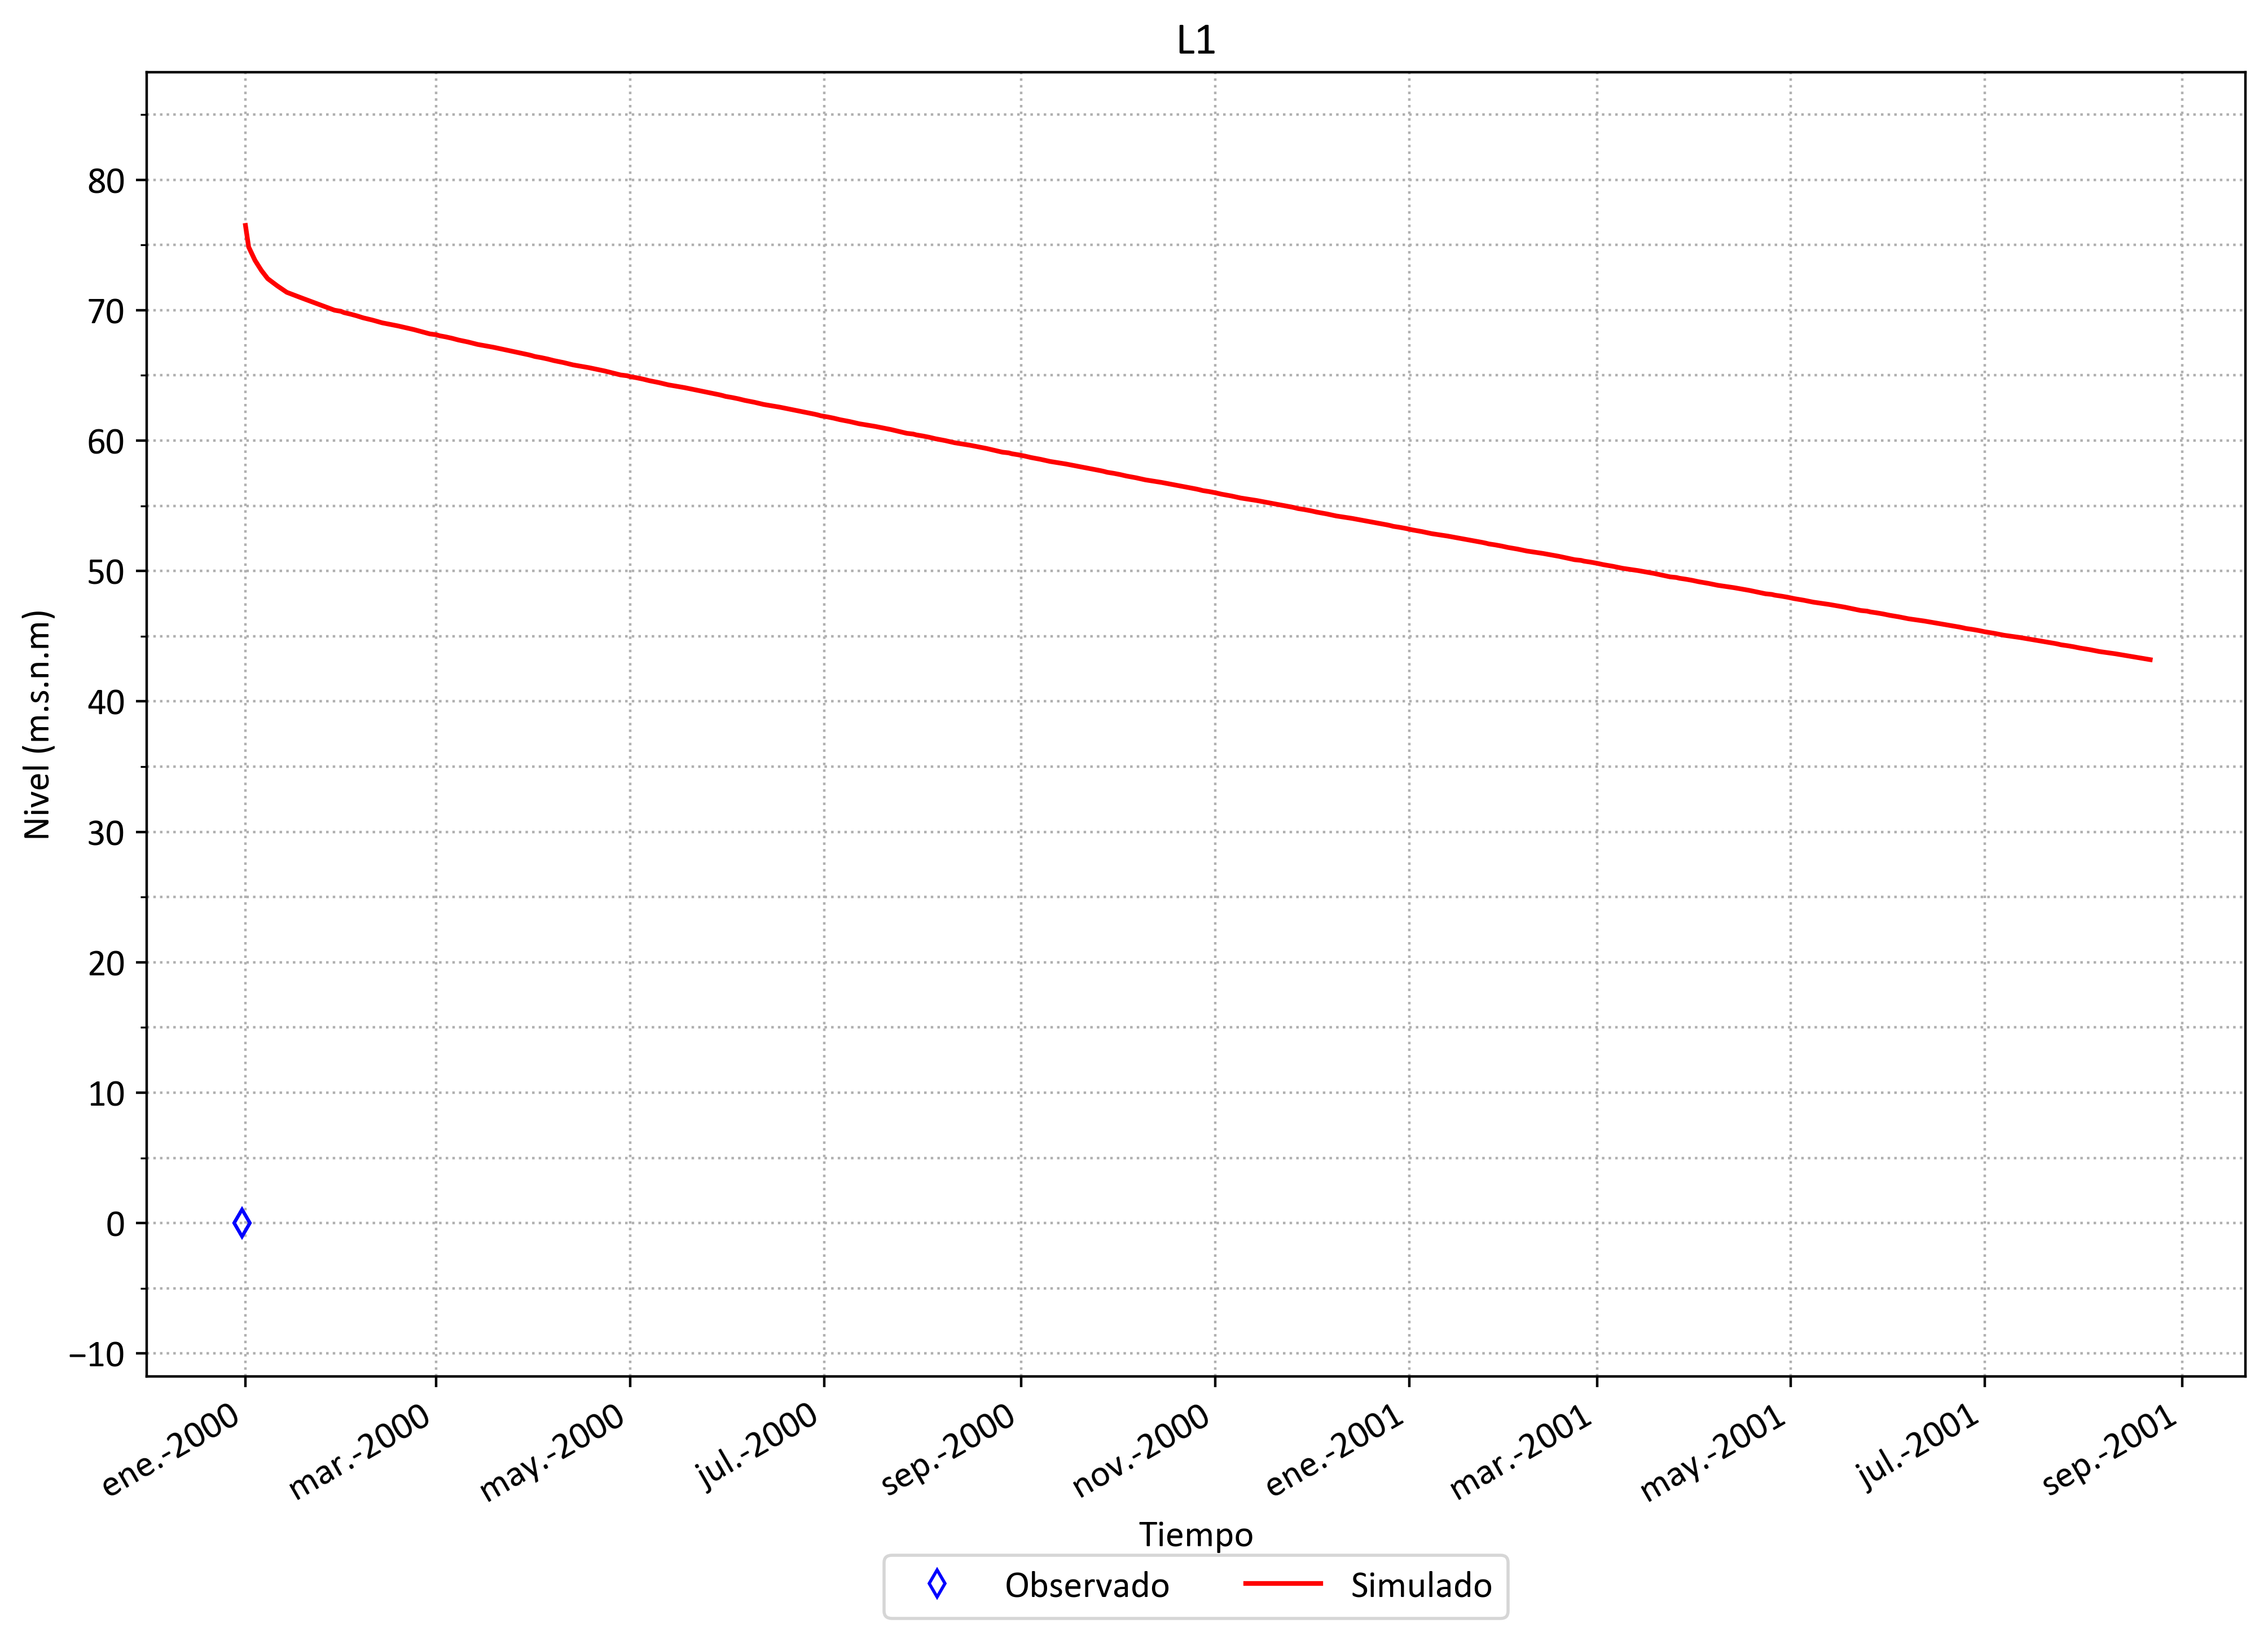 L1
Nivel (m.s.n.m)
80
70
60
50
40
30
20
10
0
−10
ene.-2000
mar.-2000
may.-2000
jul.-2000
sep.-2000
nov.-2000
ene.-2001
mar.-2001
may.-2001
jul.-2001
sep.-2001
Tiempo
Observado
Simulado